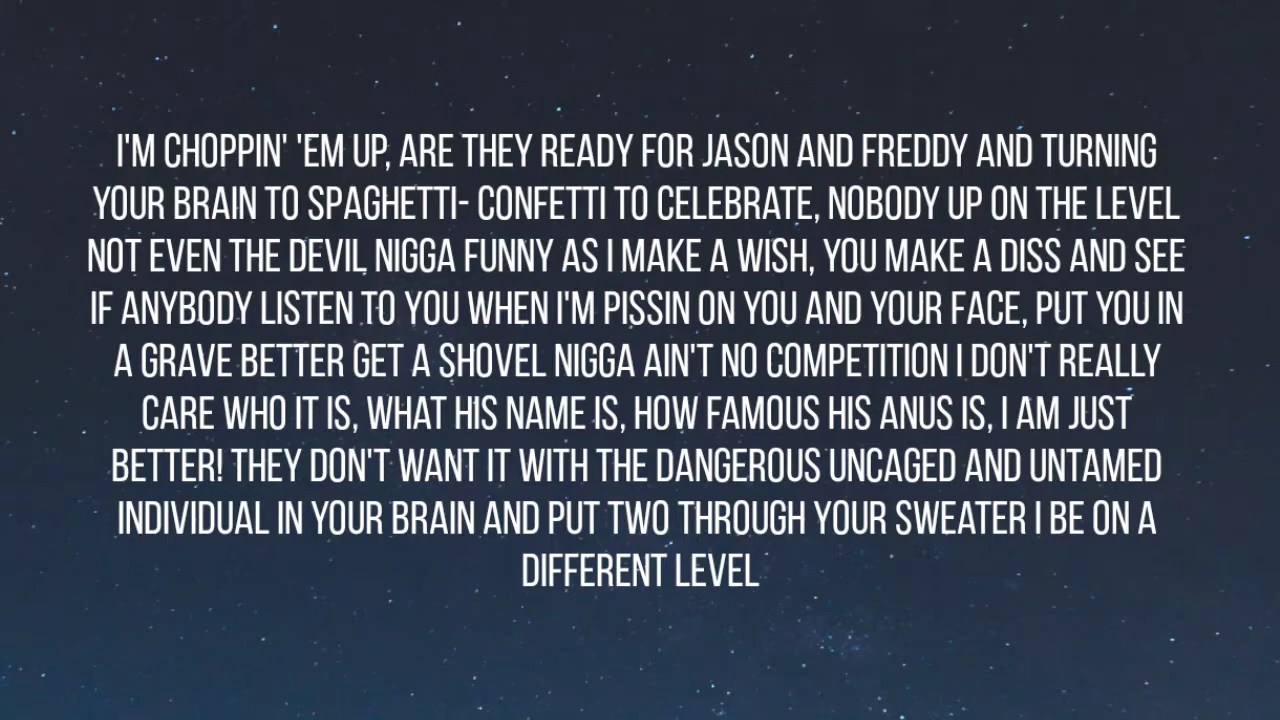 I'M CHOPPIN' 'EM UP, ARE THEY READY FOR JASON AND FREDDY AND TURNING
YOUR BRAIN TO SPAGHETTI- CONFETTI TO CELEBRATE, NOBODY UP ON THE LEVEL
NOT EVEN THE DEVIL NIGGA FUNNY AS I MAKE A WISH, YOU MAKE A DISS AND SEE
IF ANYBODY LISTEN TO YOU WHEN I'M PISSIN ON YOU AND YOUR FACE, PUT YOU IN
A GRAVE BETTER GET A SHOVEL NIGGA AIN'T NO COMPETITION I DON'T REALLY
CARE WHO IT IS, WHAT HIS NAME IS, HOW FAMOUS HIS ANUS IS, I AM JUST
BETTER! THEY DON'T WANT IT WITH THE DANGEROUS UNCAGED AND UNTAMED
INDIVIDUAL IN YOUR BRAIN AND PUT TWO THROUGH YOUR SWEATER I BE ON A
DIFFERENT LEVEL